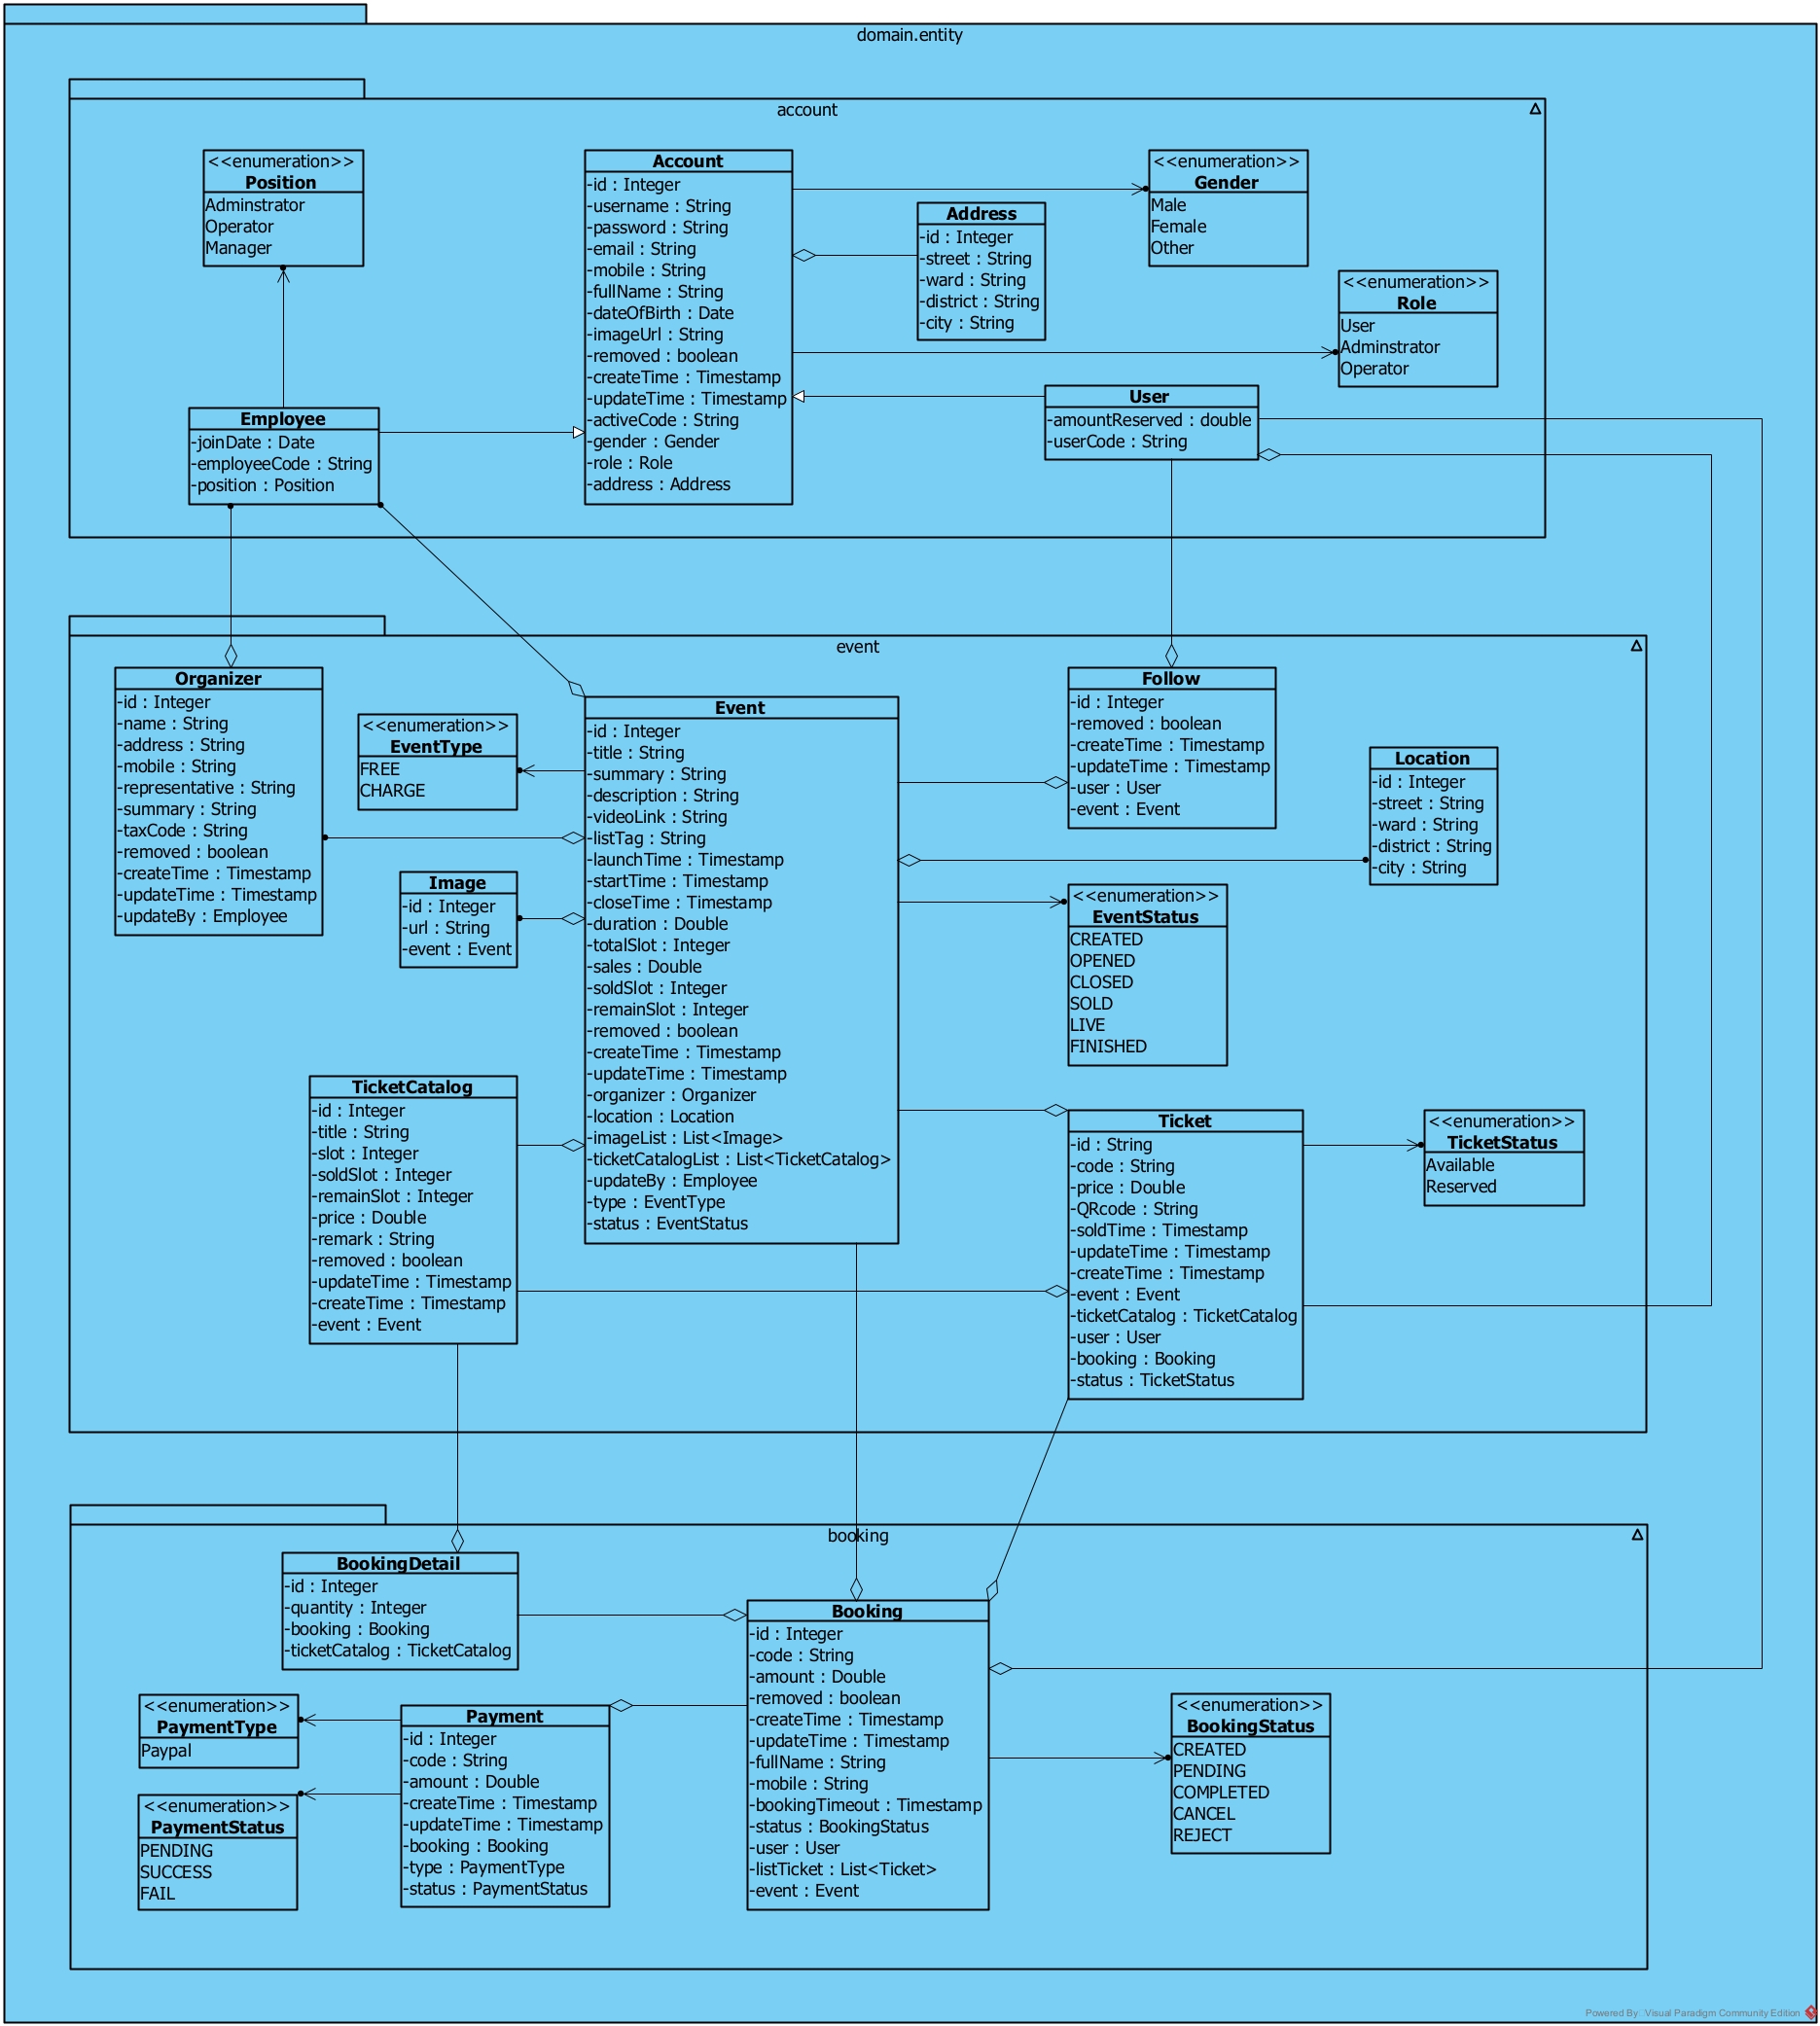 domain.entity
account
<<enumeration>>
Position
Adminstrator
Operator
Manager
Account
-id : Integer
-username : String
-password : String
-email : String
-mobile : String
-fullName : String
-dateOfBirth : Date
-imageUrl : String
-removed : boolean
-createTime : Timestamp
-updateTime : Timestamp
-activeCode : String
-gender : Gender
-role : Role
-address : Address
Address
-id : Integer
-street : String
-ward : String
-district : String
-city : String
<<enumeration>>
Gender
Male
Female
Other
<<enumeration>>
Role
User
Adminstrator
Operator
Employee
-joinDate : Date
-employeeCode : String
-position : Position
User
-amountReserved : double
-userCode : String
event
Organizer
-id : Integer
-name : String
-address : String
-mobile : String
-representative : String
-summary : String
-taxCode : String
-removed : boolean
-createTime : Timestamp
-updateTime : Timestamp
-updateBy : Employee
<<enumeration>>
EventType
FREE
CHARGE
Image
-id : Integer
-url : String
-event : Event
Event
-id : Integer
-title : String
-summary : String
-description : String
-videoLink : String
-listTag : String
-launchTime : Timestamp
-startTime : Timestamp
-closeTime : Timestamp
-duration : Double
-totalSlot : Integer
-sales : Double
-soldSlot : Integer
-remainSlot : Integer
-removed : boolean
-createTime : Timestamp
-updateTime : Timestamp
-organizer : Organizer
-location : Location
-imageList : List<Image>
-ticketCatalogList : List<TicketCatalog>
-updateBy : Employee
-type : EventType
-status : EventStatus
Follow
-id : Integer
-removed : boolean
-createTime : Timestamp
-updateTime : Timestamp
-user : User
-event : Event
Location
-id : Integer
-street : String
-ward : String
-district : String
-city : String
<<enumeration>>
EventStatus
CREATED
OPENED
CLOSED
SOLD
LIVE
FINISHED
TicketCatalog
-id : Integer
-title : String
-slot : Integer
-soldSlot : Integer
-remainSlot : Integer
-price : Double
-remark : String
-removed : boolean
-updateTime : Timestamp
-createTime : Timestamp
-event : Event
Ticket
-id : String
-code : String
-price : Double
-QRcode : String
-soldTime : Timestamp
-updateTime : Timestamp
-createTime : Timestamp
-event : Event
-ticketCatalog : TicketCatalog
-user : User
-booking : Booking
-status : TicketStatus
<<enumeration>>
TicketStatus
Available
Reserved
booking
BookingDetail
-id : Integer
-quantity : Integer
-booking : Booking
-ticketCatalog : TicketCatalog
<<enumeration>>
PaymentType
Paypal
<<enumeration>>
PaymentStatus
PENDING
SUCCESS
FAIL
Payment
-id : Integer
-code : String
-amount : Double
-createTime : Timestamp
-updateTime : Timestamp
-booking : Booking
-type : PaymentType
-status : PaymentStatus
Booking
-id : Integer
-code : String
-amount : Double
-removed : boolean
-createTime : Timestamp
-updateTime : Timestamp
-fullName : String
-mobile : String
-bookingTimeout : Timestamp
-status : BookingStatus
-user : User
-listTicket : List<Ticket>
-event : Event
<<enumeration>>
BookingStatus
CREATED
PENDING
COMPLETED
CANCEL
REJECT
Powered By Visual Paradigm Community Edition